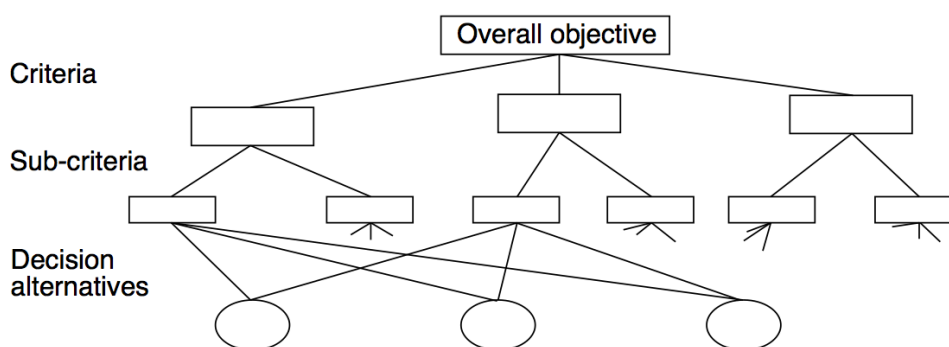 Overall objective
Criteria
Sub-criteria
Decision
alternatives